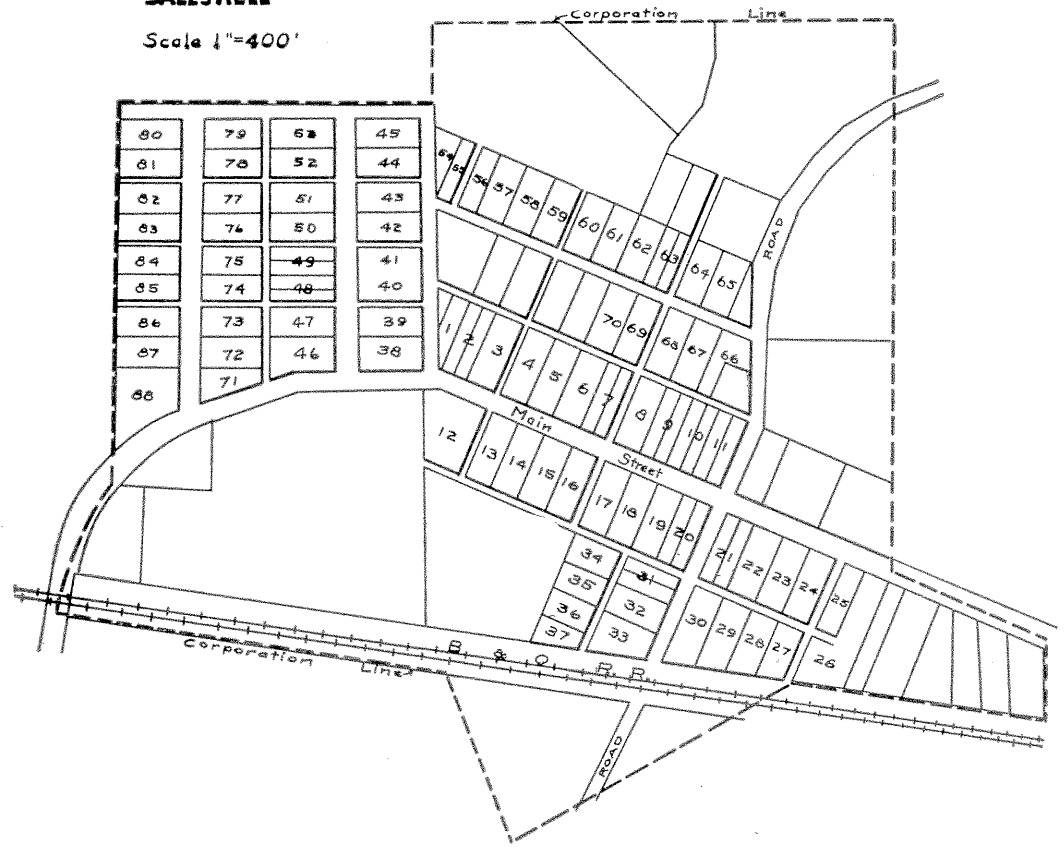 SALESVILLE
Scale 1"=400'
Corporation Line
80 79 53 45
81 78 52 44
54 55 56 57 58 59 60 61 62 63 64 65
82 77 51 43
83 76 50 42
84 75 49 41
85 74 48 40
86 73 47 39
87 72 46 38
88 71
ROAD
70 69 68 67 66
1 2 3 4 5 6 7 8 9 10 11
Main Street
12 13 14 15 16 17 18 19 20 21 22 23 24 25
34 31
35 32
36 33
37
30 29 28 27 26
B & O. R. R.
Corporation Line
ROAD